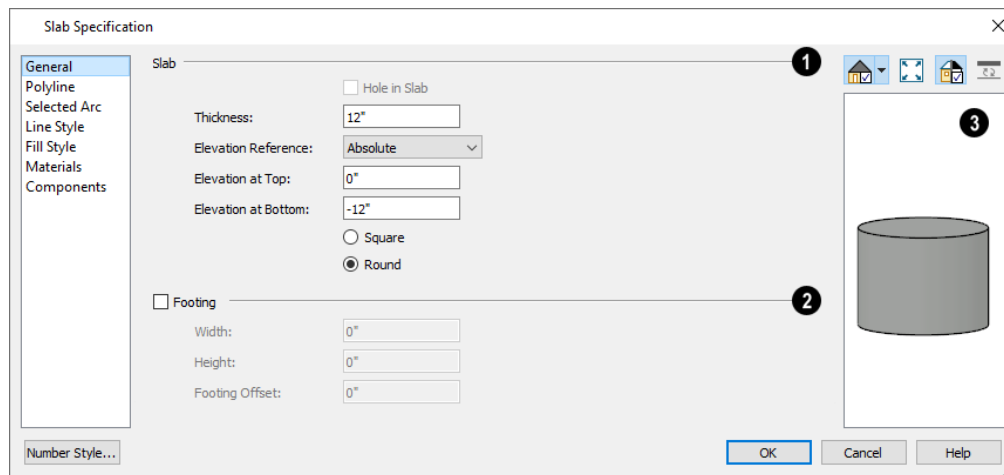 Slab Specification
General
Polyline
Selected Arc
Line Style
Fill Style
Materials
Components
Slab
1
Hole in Slab
Thickness: 12"
Elevation Reference: Absolute
Elevation at Top: 0"
Elevation at Bottom: -12"
Square
Round
Footing
2
Width: 0"
Height: 0"
Footing Offset: 0"
3
Number Style...
OK
Cancel
Help